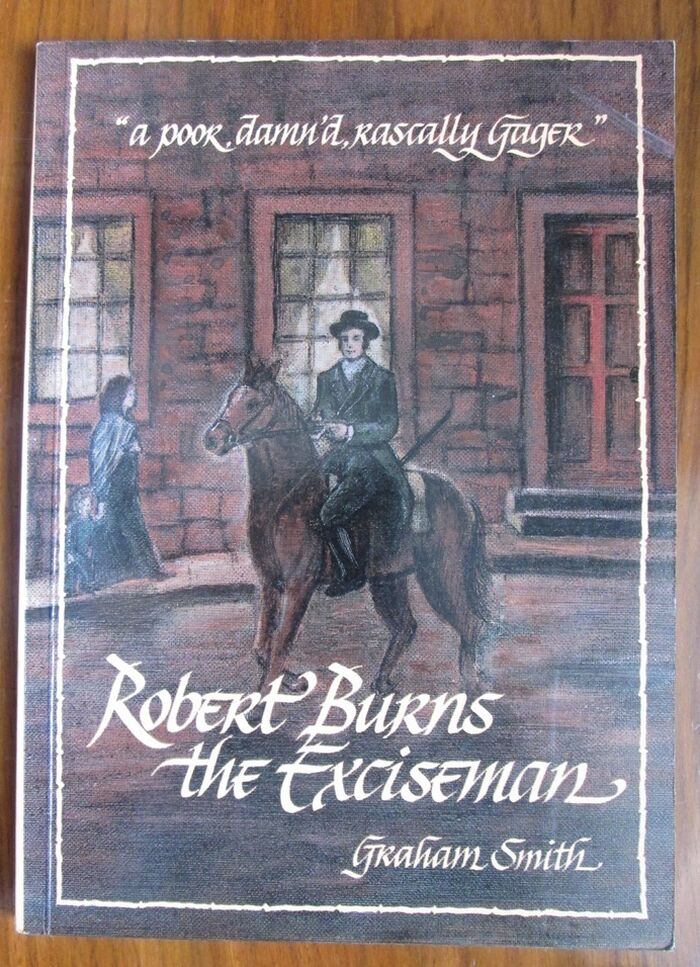 "a poor, damn'd, rascally Gager"
Robert Burns
the Exciseman
Graham Smith